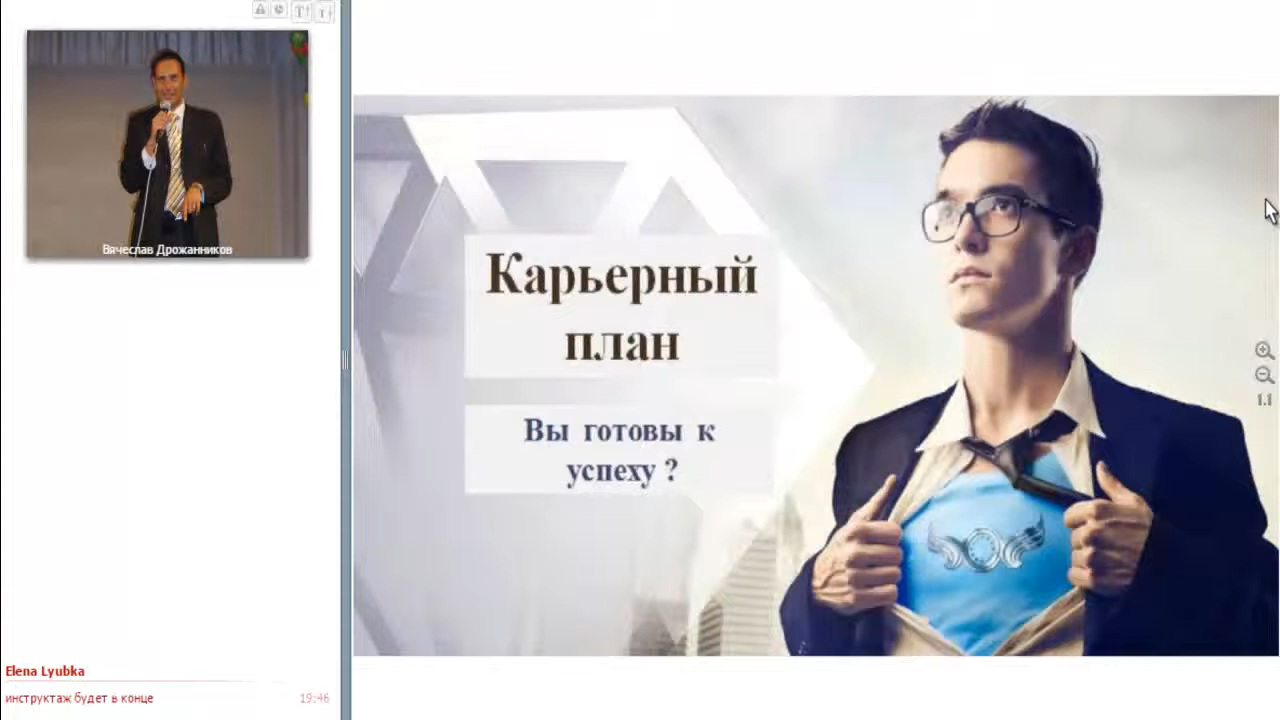 Вячеслав Дрожанников
Elena Lyubka
инструктаж будет в конце
19:46
Карьерный
план
Вы готовы к
успеху ?
1.1